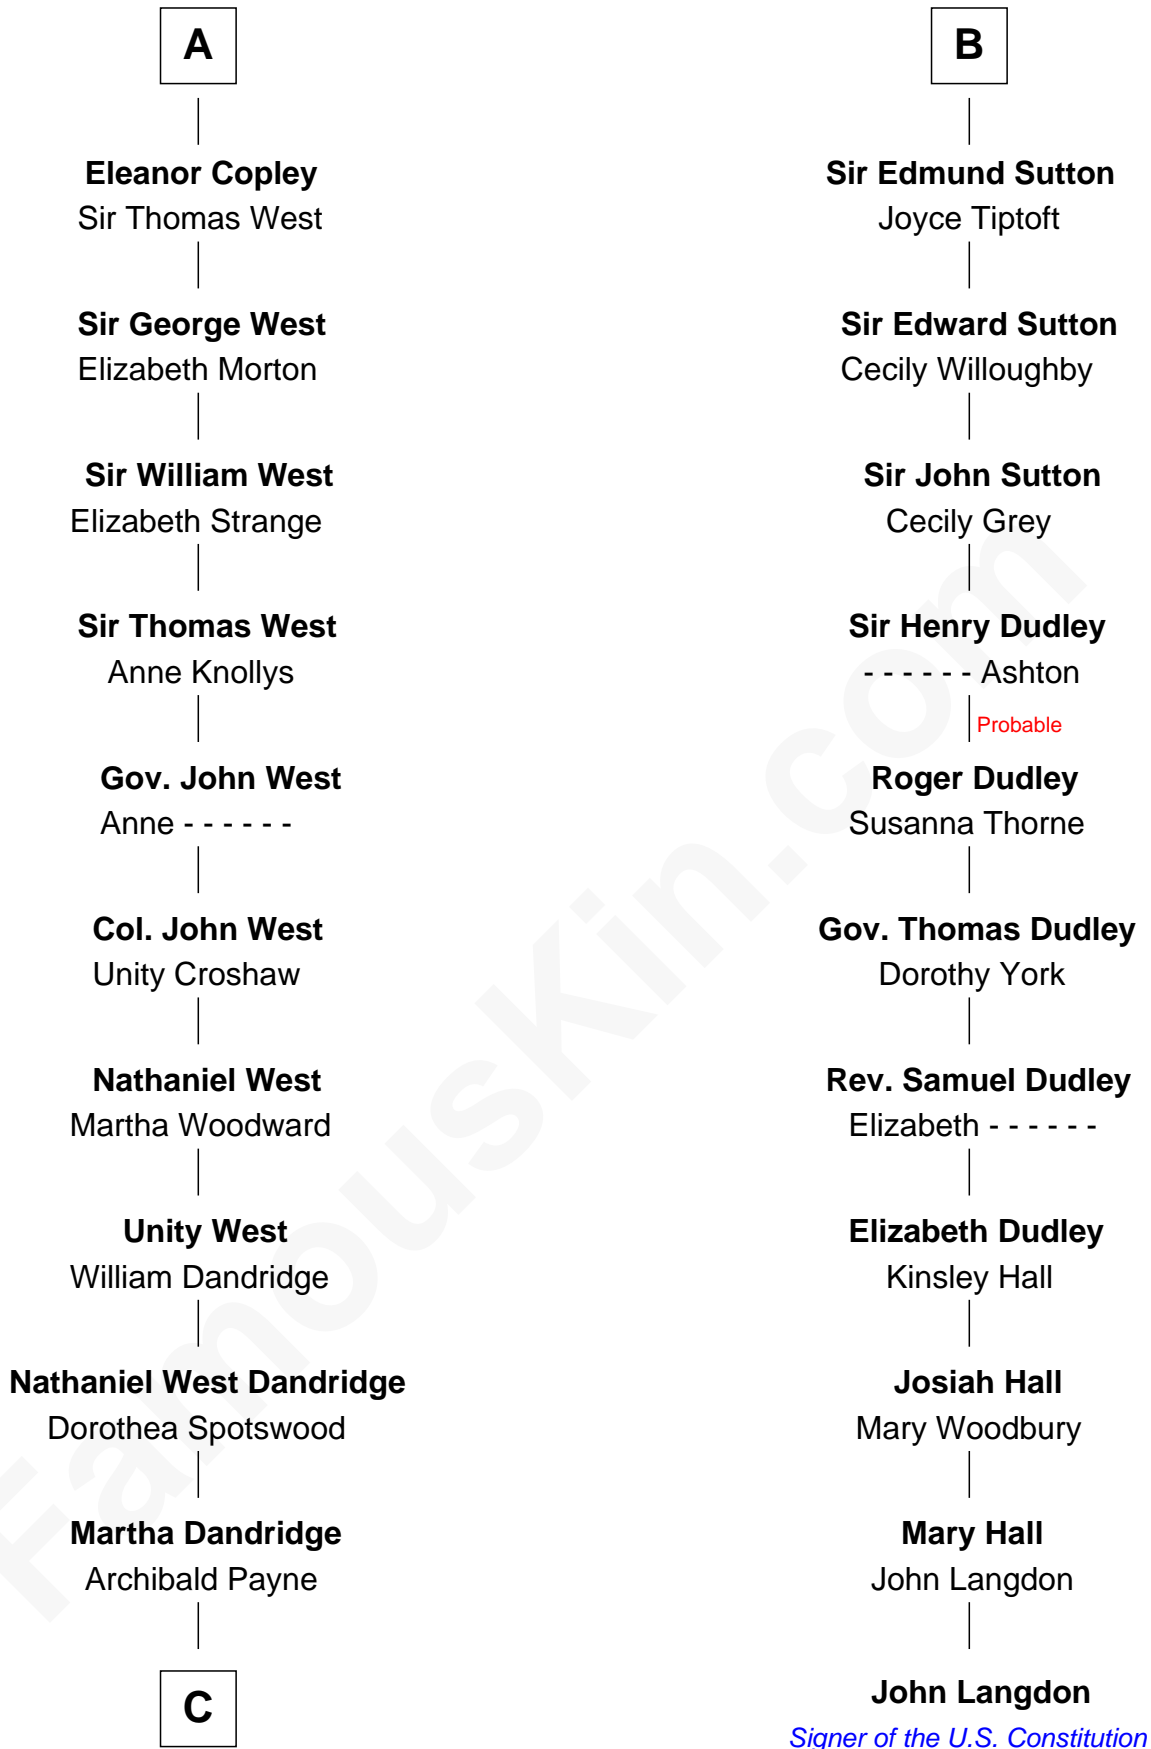 A
Eleanor Copley
Sir Thomas West
Sir George West
Elizabeth Morton
Sir William West
Elizabeth Strange
Sir Thomas West
Anne Knollys
Gov. John West
Anne - - - - - -
Col. John West
Unity Croshaw
Nathaniel West
Martha Woodward
Unity West
William Dandridge
Nathaniel West Dandridge
Dorothea Spotswood
Martha Dandridge
Archibald Payne
C
B
Sir Edmund Sutton
Joyce Tiptoft
Sir Edward Sutton
Cecily Willoughby
Sir John Sutton
Cecily Grey
Sir Henry Dudley
- - - - - - Ashton
Probable
Roger Dudley
Susanna Thorne
Gov. Thomas Dudley
Dorothy York
Rev. Samuel Dudley
Elizabeth - - - - - -
Elizabeth Dudley
Kinsley Hall
Josiah Hall
Mary Woodbury
Mary Hall
John Langdon
John Langdon
Signer of the U.S. Constitution
FamousKin.com